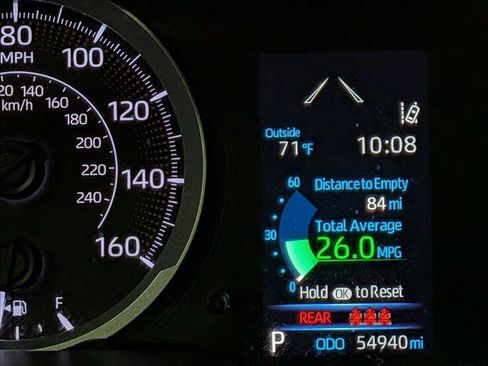 80
MPH
100
120
140
160
120 140
km/h
160
180
200
220
240
F
Outside
71°F
10:08
60
30
0
Distance to Empty
84 mi
Total Average
26.0 MPG
Hold OK to Reset
REAR
P
ODO 54940 mi